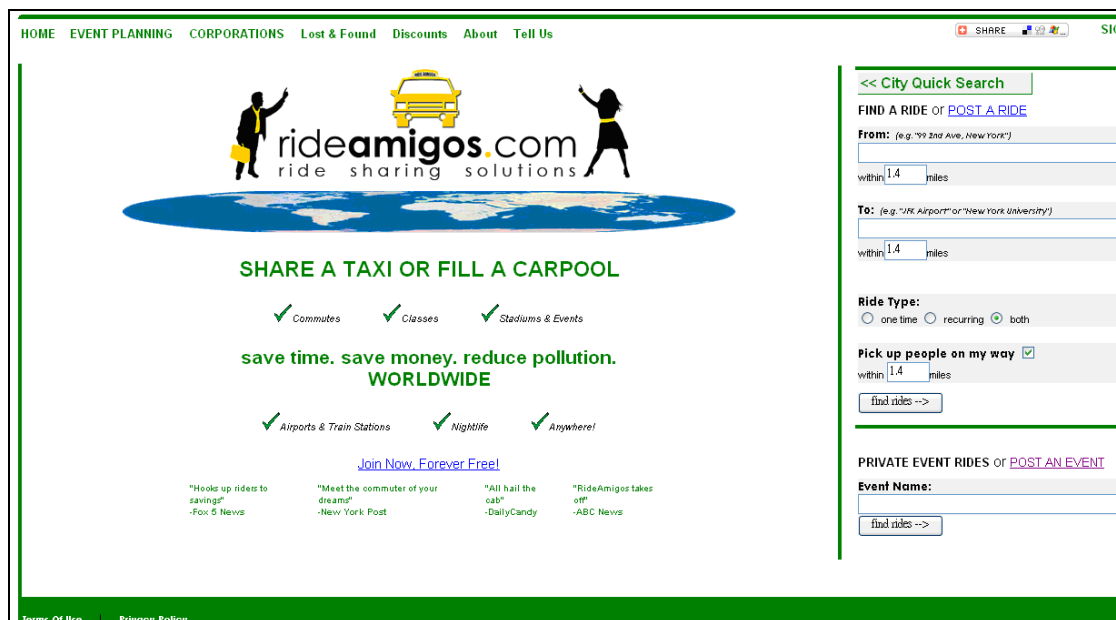 HOME EVENT PLANNING CORPORATIONS Lost & Found Discounts About Tell Us
SHARE
rideamigos.com
ride sharing solutions
SHARE A TAXI OR FILL A CARPOOL
Commutes Classes Stadiums & Events
save time. save money. reduce pollution.
WORLDWIDE
Airports & Train Stations Nightlife Anywhere!
Join Now, Forever Free!
"Hooks up riders to
savings"
-Fox 5 News
"Meet the commuter of your
dreams"
-New York Post
"All hail the
cab"
-DailyCandy
"RideAmigos takes
off"
-ABC News
<< City Quick Search
FIND A RIDE or POST A RIDE
From: (e.g. "99 2nd Ave, New York")
within 1.4 miles
To: (e.g. "JFK Airport" or "New York University")
within 1.4 miles
Ride Type:
one time recurring both
Pick up people on my way
within 1.4 miles
find rides -->
PRIVATE EVENT RIDES or POST AN EVENT
Event Name:
find rides -->
Terms Of Use | Privacy Policy